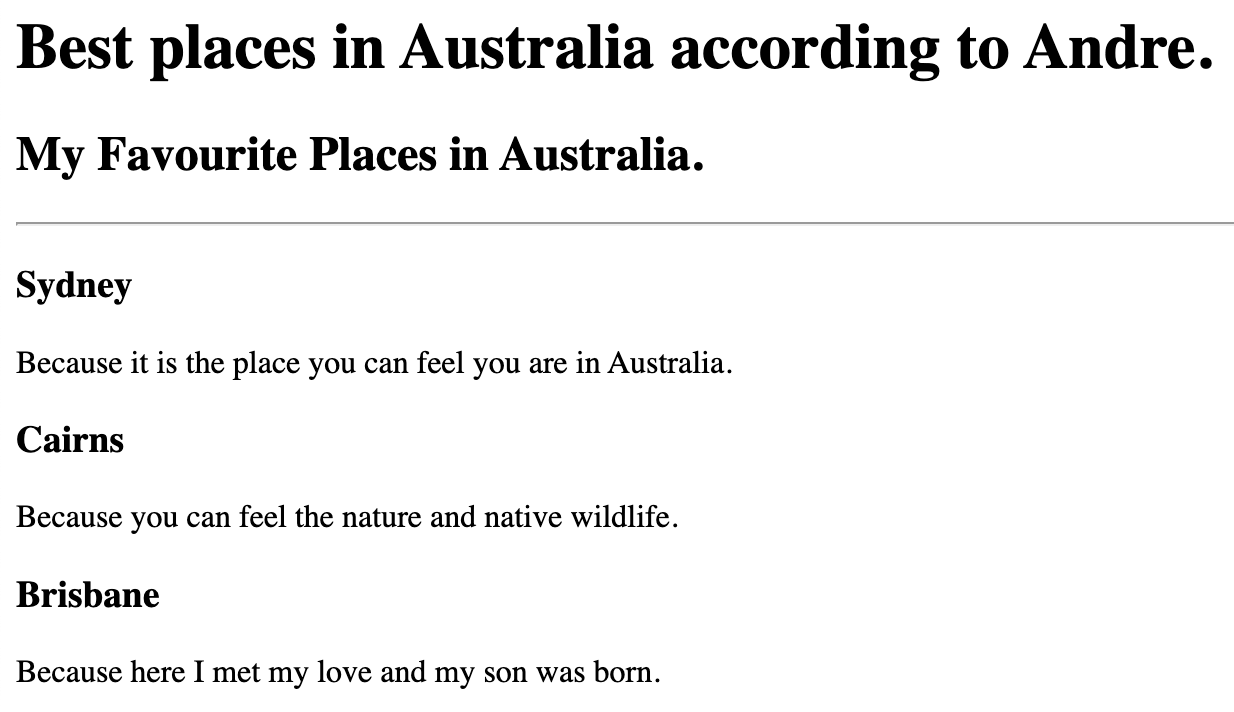 Best places in Australia according to Andre.
My Favourite Places in Australia.
Sydney
Because it is the place you can feel you are in Australia.
Cairns
Because you can feel the nature and native wildlife.
Brisbane
Because here I met my love and my son was born.